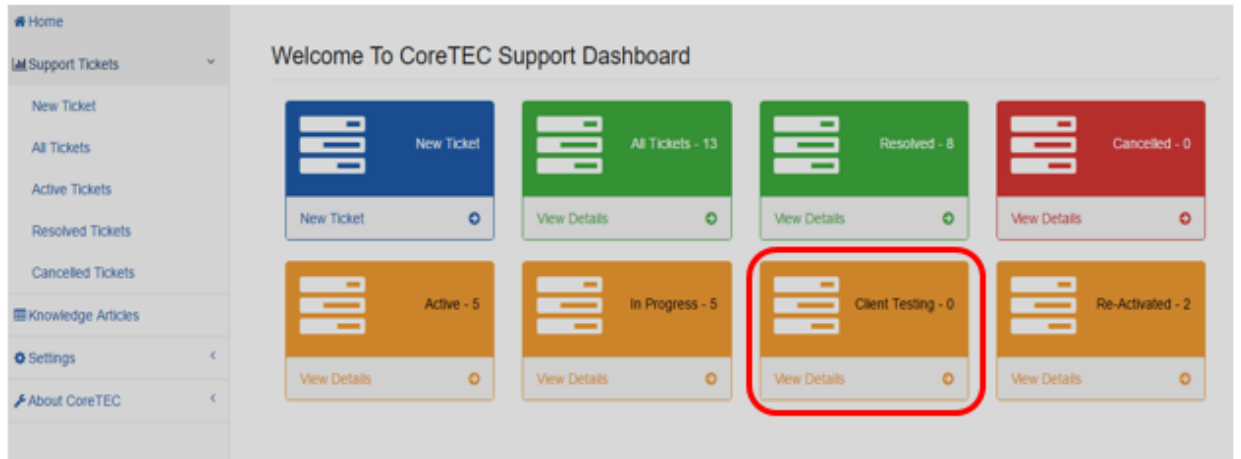 Home
Support Tickets
New Ticket
All Tickets
Active Tickets
Resolved Tickets
Cancelled Tickets
Knowledge Articles
Settings
About CoreTEC
Welcome To CoreTEC Support Dashboard
New Ticket
New Ticket
All Tickets - 13
View Details
Resolved - 8
View Details
Cancelled - 0
View Details
Active - 5
View Details
In Progress - 5
View Details
Client Testing - 0
View Details
Re-Activated - 2
View Details